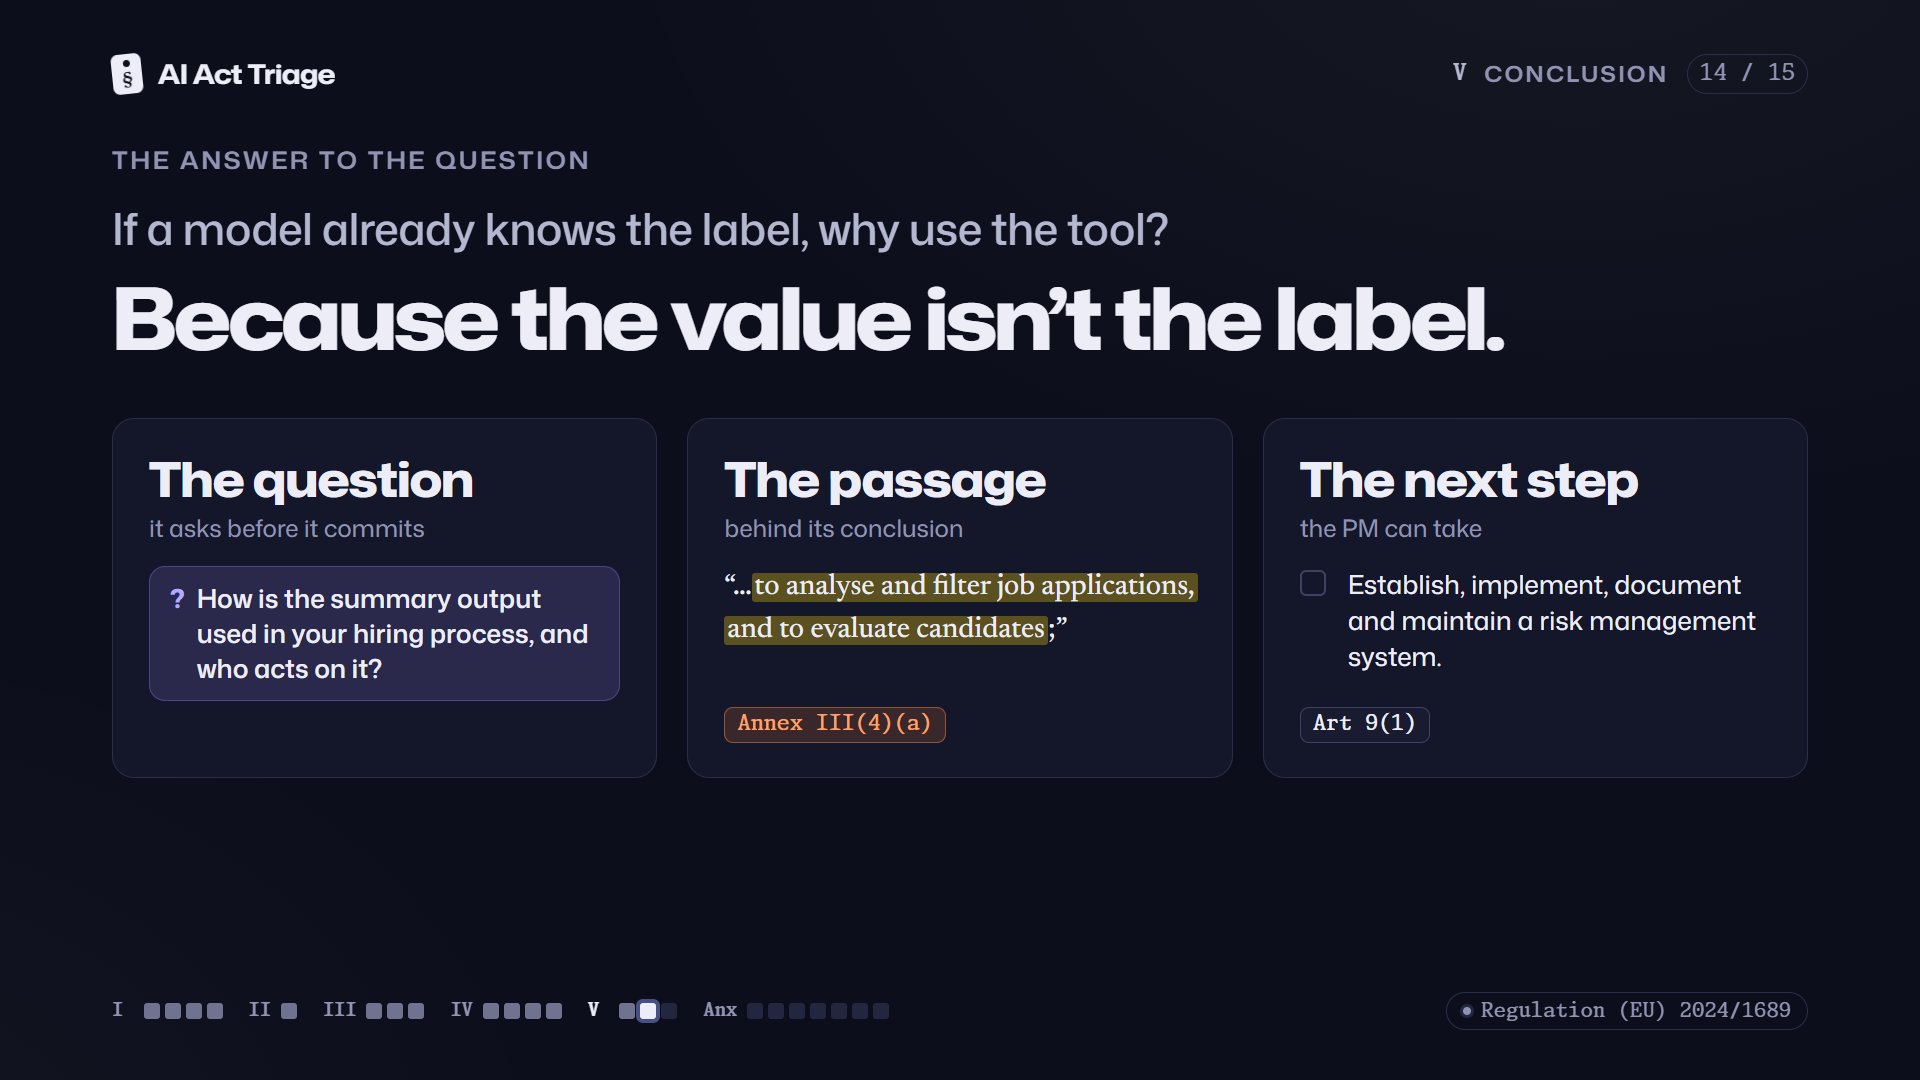 § AI Act Triage
V CONCLUSION 14 / 15
THE ANSWER TO THE QUESTION
If a model already knows the label, why use the tool?
Because the value isn’t the label.
The question
it asks before it commits
? How is the summary output
used in your hiring process, and
who acts on it?
The passage
behind its conclusion
“…to analyse and filter job applications,
and to evaluate candidates;”
Annex III(4)(a)
The next step
the PM can take
Establish, implement, document
and maintain a risk management
system.
Art 9(1)
I II III IV V Anx
Regulation (EU) 2024/1689